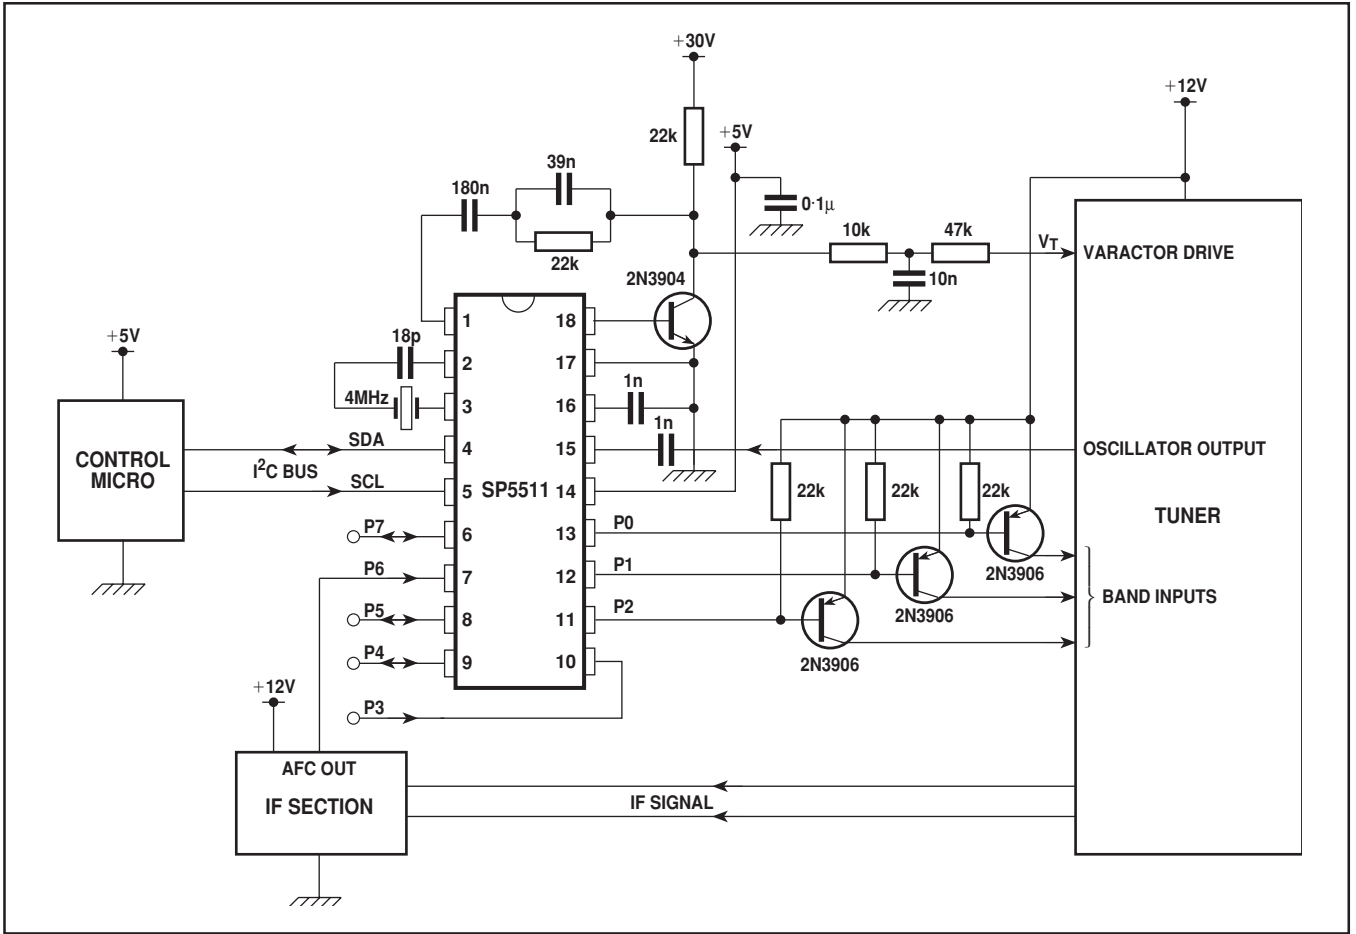 +30V
+12V
22k
+5V
39n
180n
0·1µ
22k
10k
47k
VT
VARACTOR DRIVE
10n
2N3904
+5V
18p
4MHz
1
2
3
4
5
6
7
8
9
18
17
16
15
14
13
12
11
10
SP5511
1n
1n
CONTROL
MICRO
SDA
I²C BUS
SCL
P7
P6
P5
P4
P3
P0
P1
P2
22k
22k
22k
2N3906
2N3906
2N3906
OSCILLATOR OUTPUT
TUNER
BAND INPUTS
+12V
AFC OUT
IF SECTION
IF SIGNAL